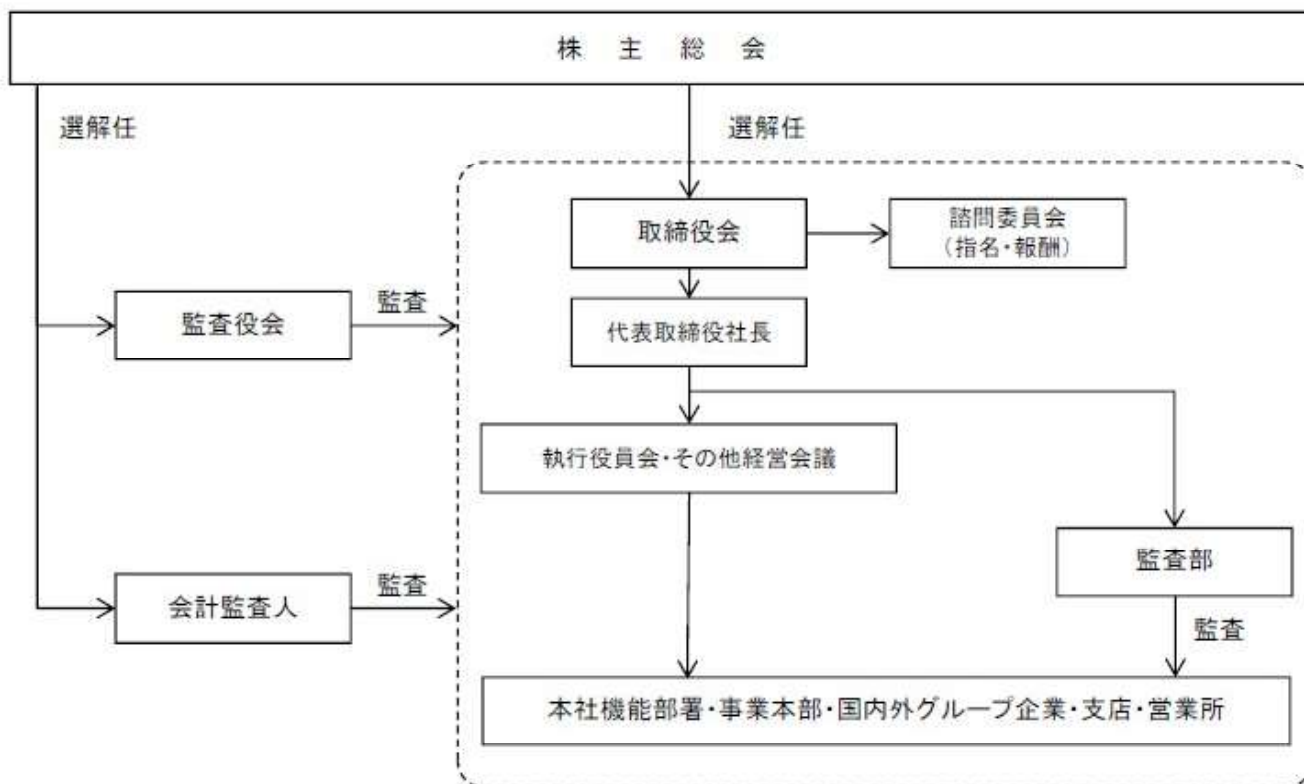 株主総会
選解任
選解任
取締役会
諮問委員会
(指名・報酬)
監査役会
監査
代表取締役社長
執行役員会・その他経営会議
監査部
会計監査人
監査
監査
本社機能部署・事業本部・国内外グループ企業・支店・営業所